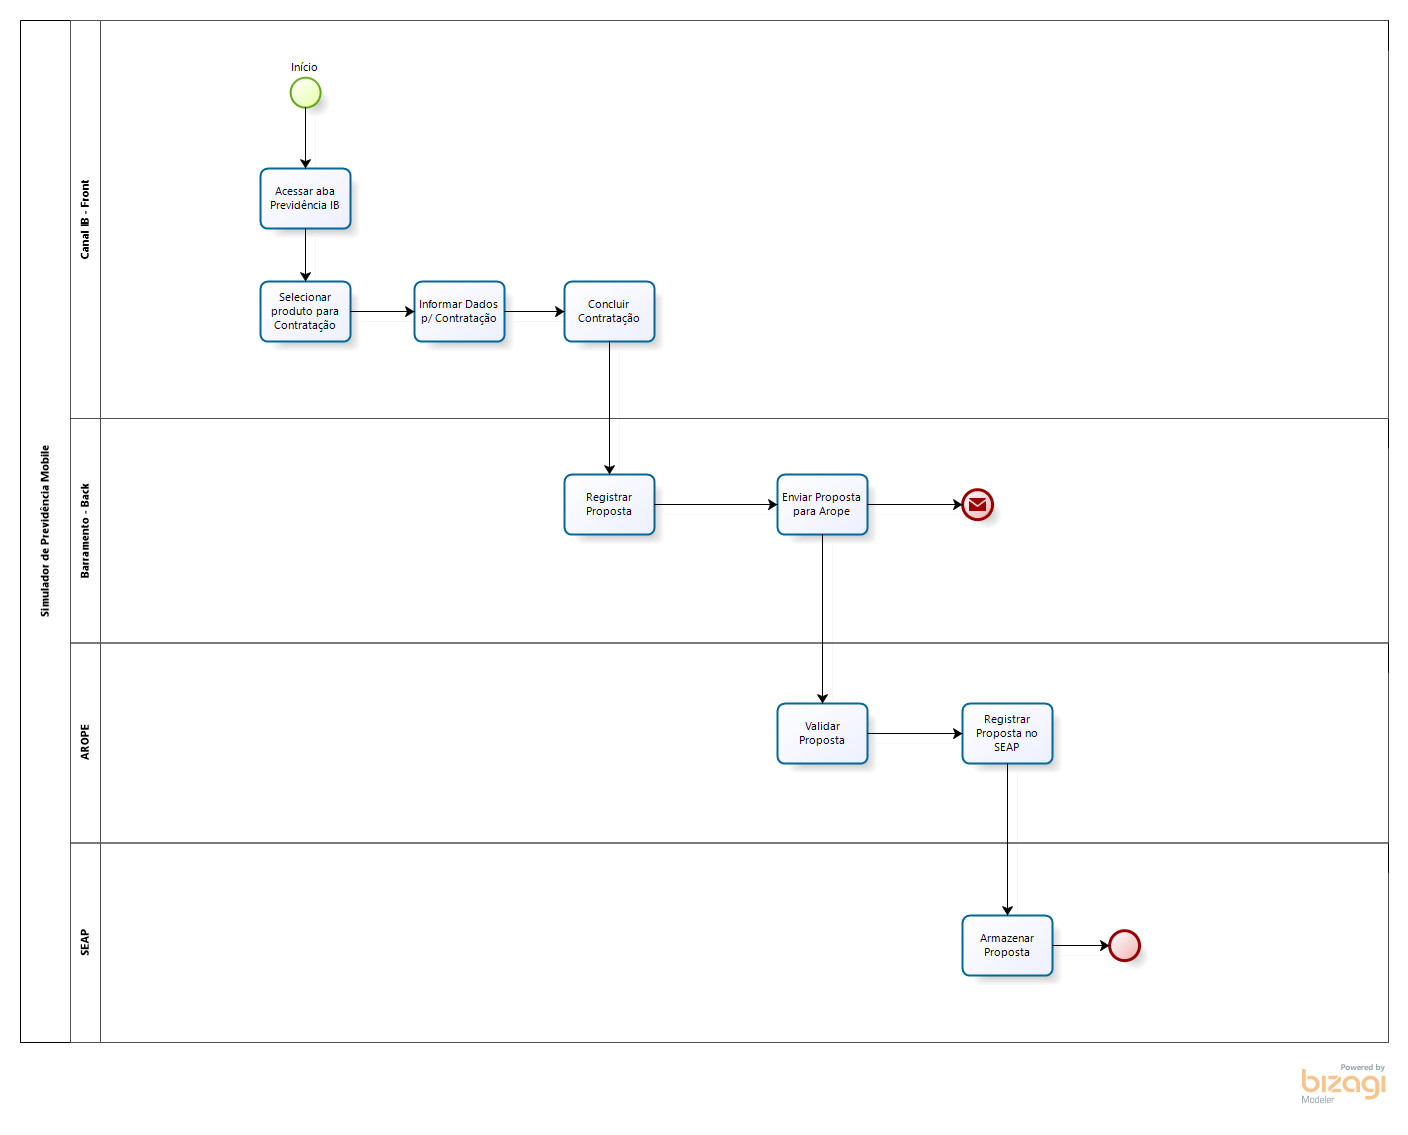 Simulador de Previdência Mobile
Canal IB - Front
Início
Acessar aba
Previdência IB
Selecionar
produto para
Contratação
Informar Dados
p/ Contratação
Concluir
Contratação
Barramento - Back
Registrar
Proposta
Enviar Proposta
para Arope
AROPE
Validar
Proposta
Registrar
Proposta no
SEAP
SEAP
Armazenar
Proposta
Powered by
bizagi
Modeler